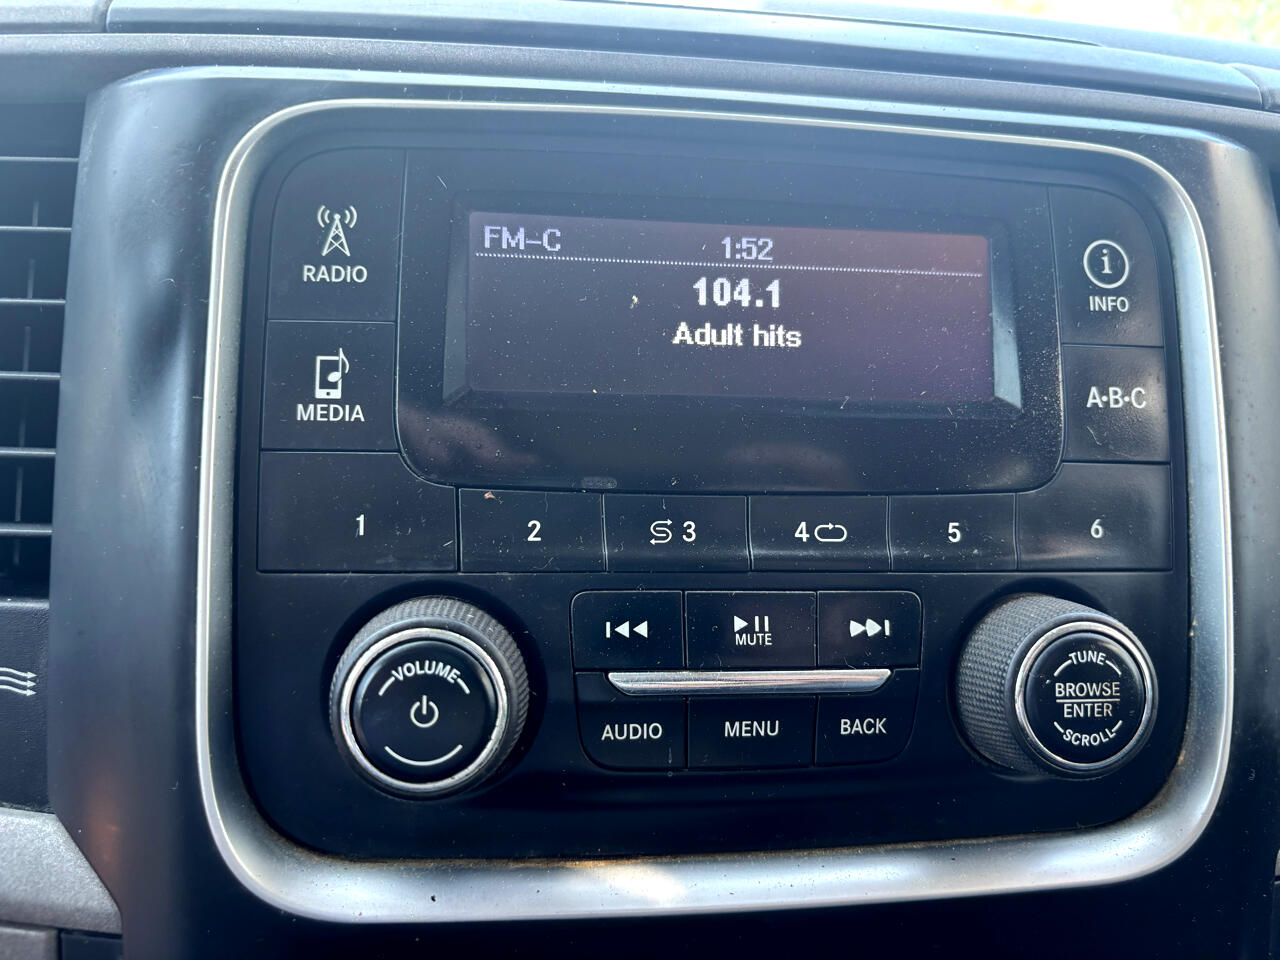 FM-C
1:52
104.1
Adult hits
RADIO
MEDIA
i
INFO
A•B•C
1
2
3
4
5
6
VOLUME
MUTE
AUDIO
MENU
BACK
TUNE
BROWSE
ENTER
SCROLL